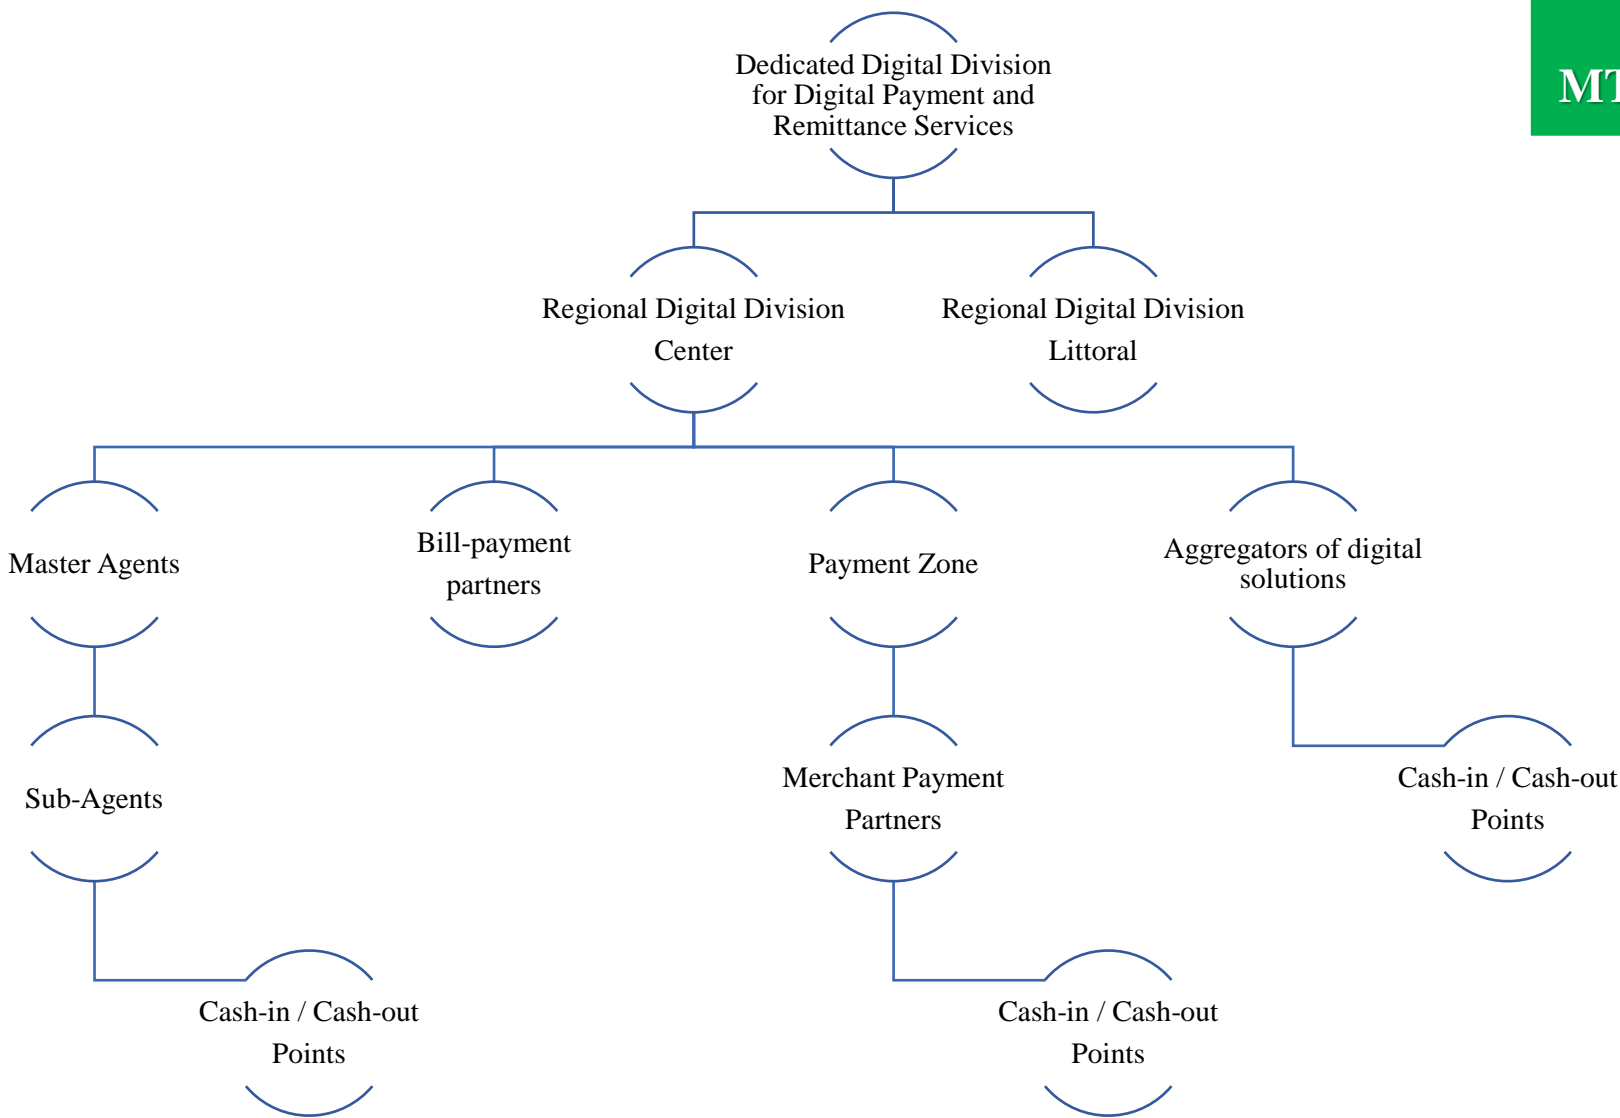 MT
Dedicated Digital Division
for Digital Payment and
Remittance Services
Regional Digital Division
Center
Regional Digital Division
Littoral
Master Agents
Bill-payment
partners
Payment Zone
Aggregators of digital
solutions
Sub-Agents
Merchant Payment
Partners
Cash-in / Cash-out
Points
Cash-in / Cash-out
Points
Cash-in / Cash-out
Points